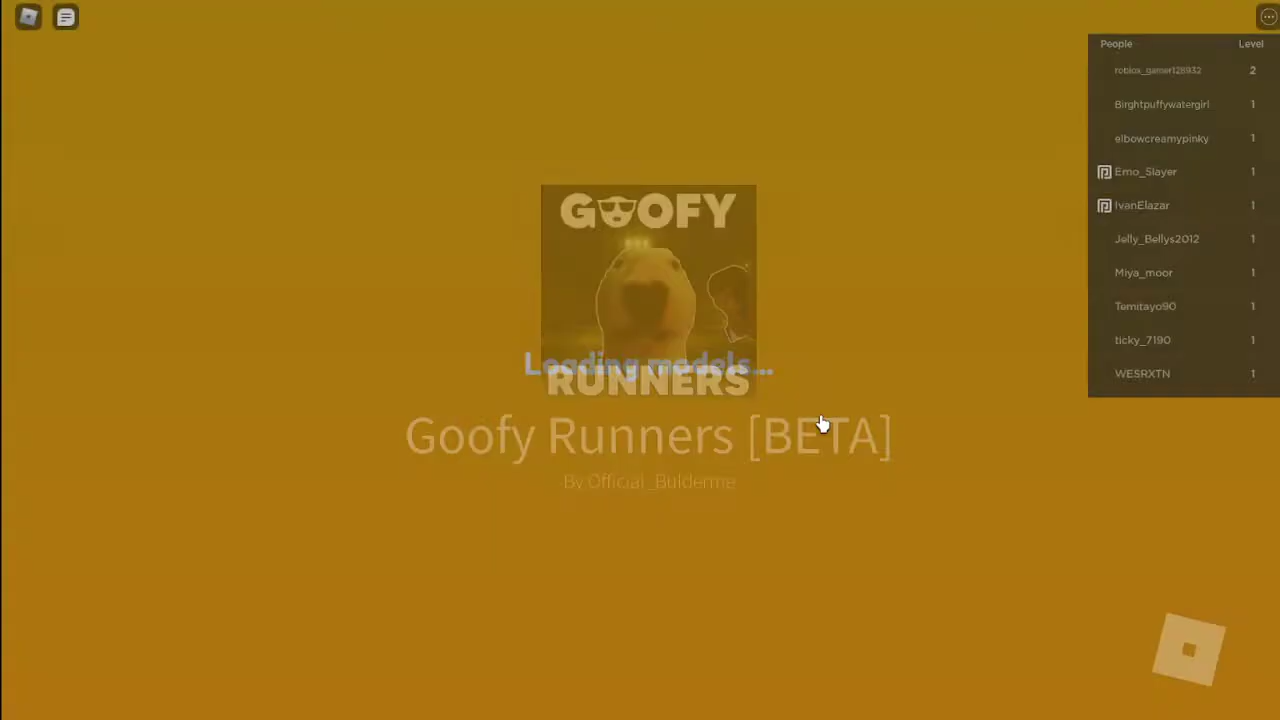 People Level
roblox_gamer128932 2
Birghtpuffywatergirl 1
elbowcreamypinky 1
Emo_Slayer 1
IvanElazar 1
Jelly_Bellys2012 1
Miya_moor 1
Temitayo90 1
ticky_7190 1
WESRXTN 1
GOOFY
Loading models...
RUNNERS
Goofy Runners [BETA]
By Official_Bulderme